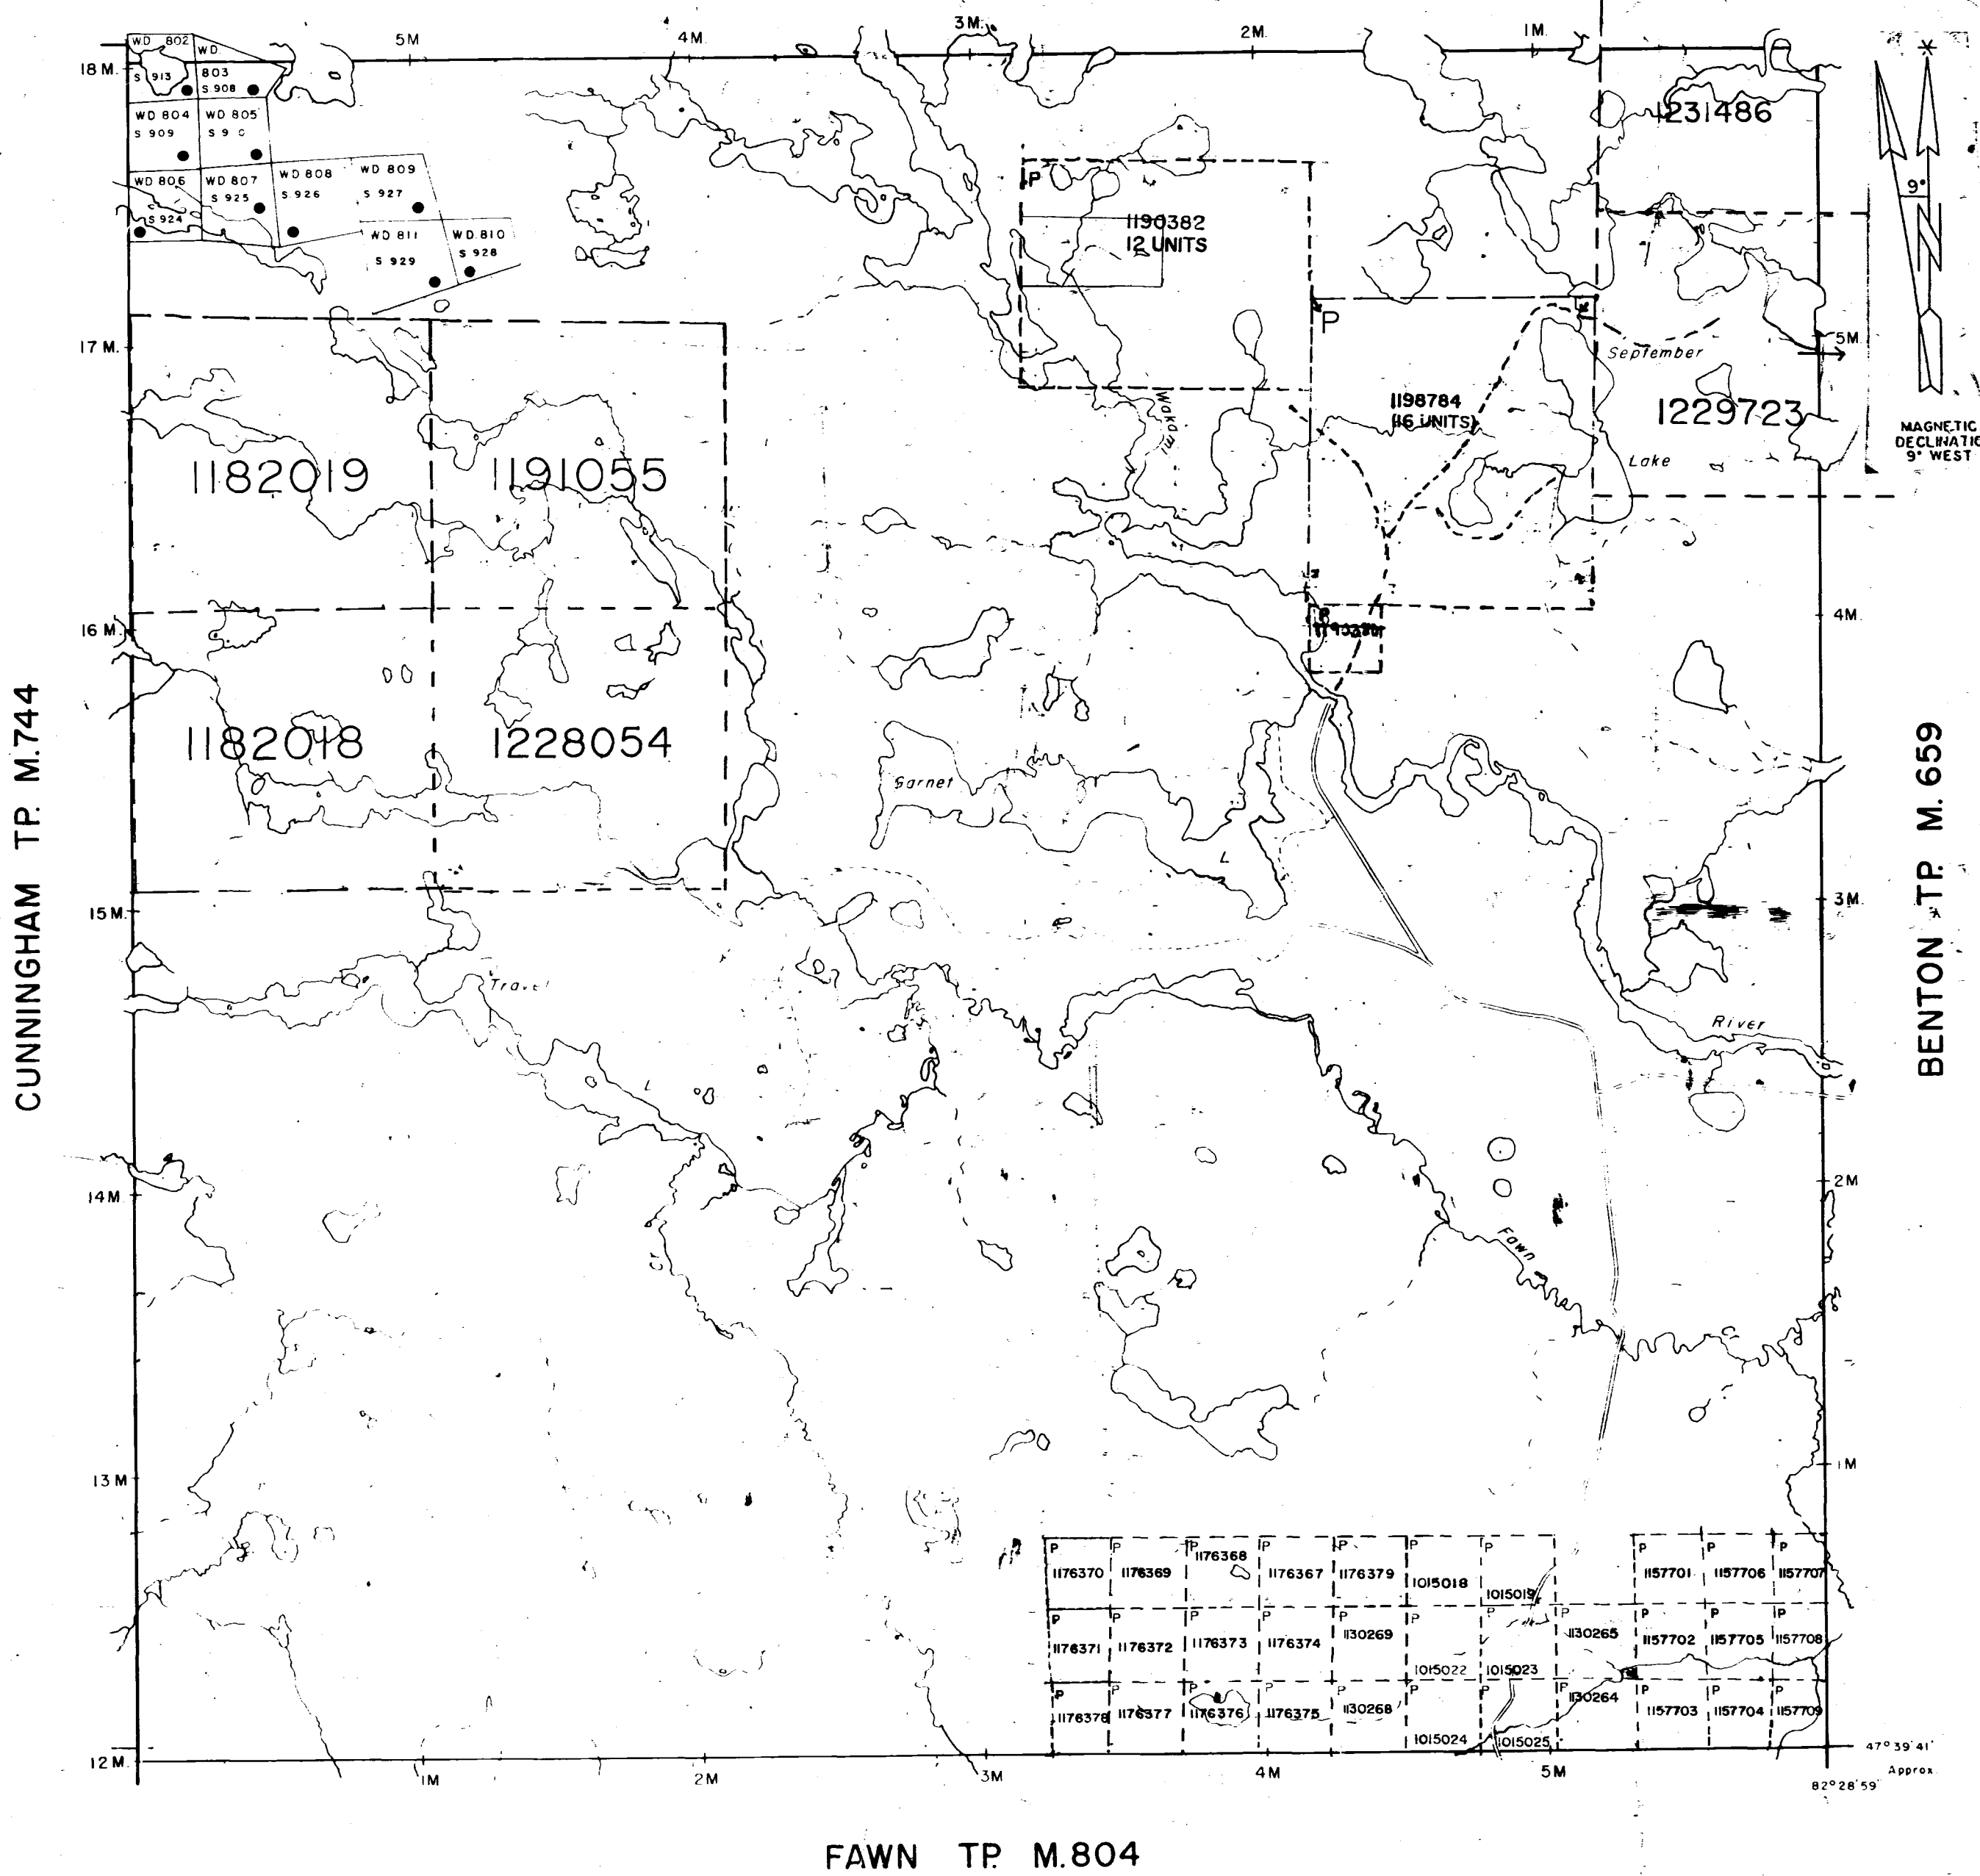 5M
4M.
3M.
2M.
1M.
18 M.
WD 802
WD.
S 913
803
S.908
WD 804
WD 805
S 909
WD 806
WD 807
WD 808
WD 809
S 924
S 925
S 926
S 927
WD 811
WD.810
S 929
S 928
1231486
9°
P
1190382
12 UNITS
17 M.
P
September
5M.
1198784
(16 UNITS)
1229723
MAGNETIC
9° WEST
Wakami
Lake
1182019
1191055
16 M.
4M.
CUNNINGHAM TP. M.744
BENTON TP. M. 659
1182018
1228054
Garnet
L
15 M.
3M.
Travel
River
L
14M
2M
Fawn
Cr.
13 M
1M
P P P P P P P P P P
1176370 1176369 1176368 1176367 1176379 1015018 1015019 1157701 1157706 1157707
P P P P P P P P P P P
1176371 1176372 1176373 1176374 1130269 1015022 1015023 1130265 1157702 1157705 1157708
P P P P P P P P P P P
1176378 1176377 1176376 1176375 1130268 1015024 1015025 1130264 1157703 1157704 1157709
12 M.
1M
2M
3M
4M
5M
47° 39' 41"
Approx.
82° 28' 59"
FAWN TP. M.804